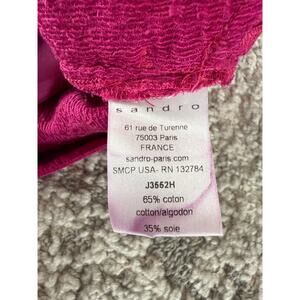 sandro
61 rue de Turenne
75003 Paris
FRANCE
sandro-paris.com
SMCP USA- RN 132784
J3552H
65% coton
cotton/algodon
35% soie